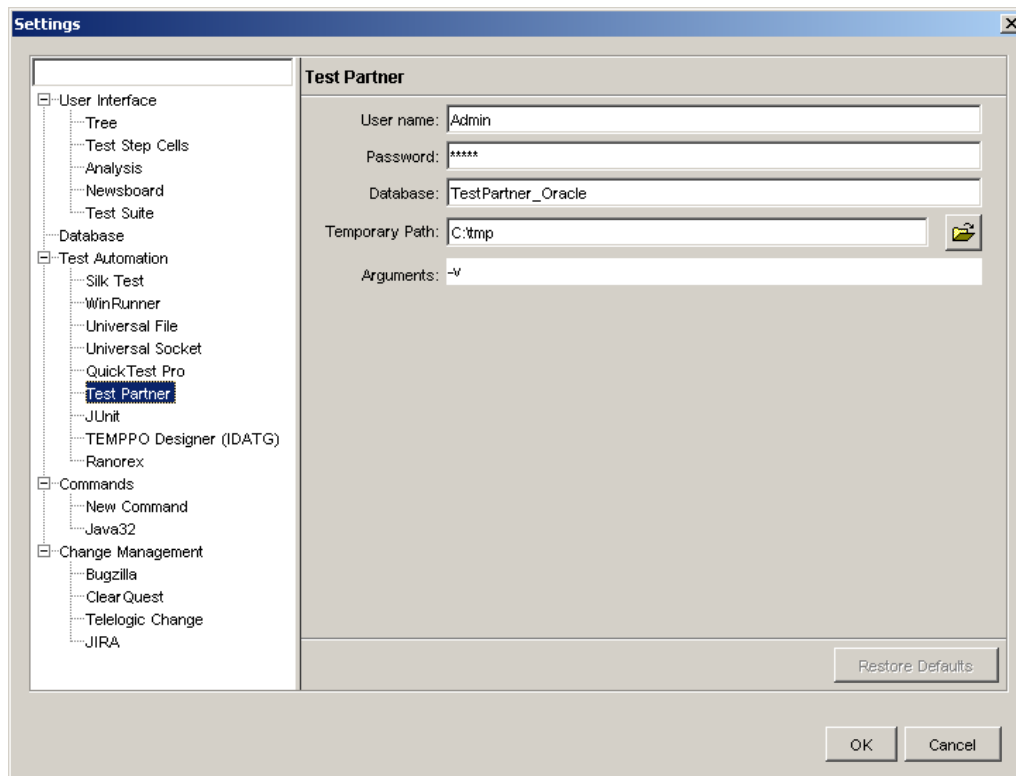 Settings
Test Partner
User Interface
Tree
Test Step Cells
Analysis
Newsboard
Test Suite
Database
Test Automation
Silk Test
WinRunner
Universal File
Universal Socket
QuickTest Pro
Test Partner
JUnit
TEMPPO Designer (IDATG)
Ranorex
Commands
New Command
Java32
Change Management
Bugzilla
ClearQuest
Telelogic Change
JIRA
User name: Admin
Password: *****
Database: TestPartner_Oracle
Temporary Path: C:\tmp
Arguments: -v
Restore Defaults
OK Cancel